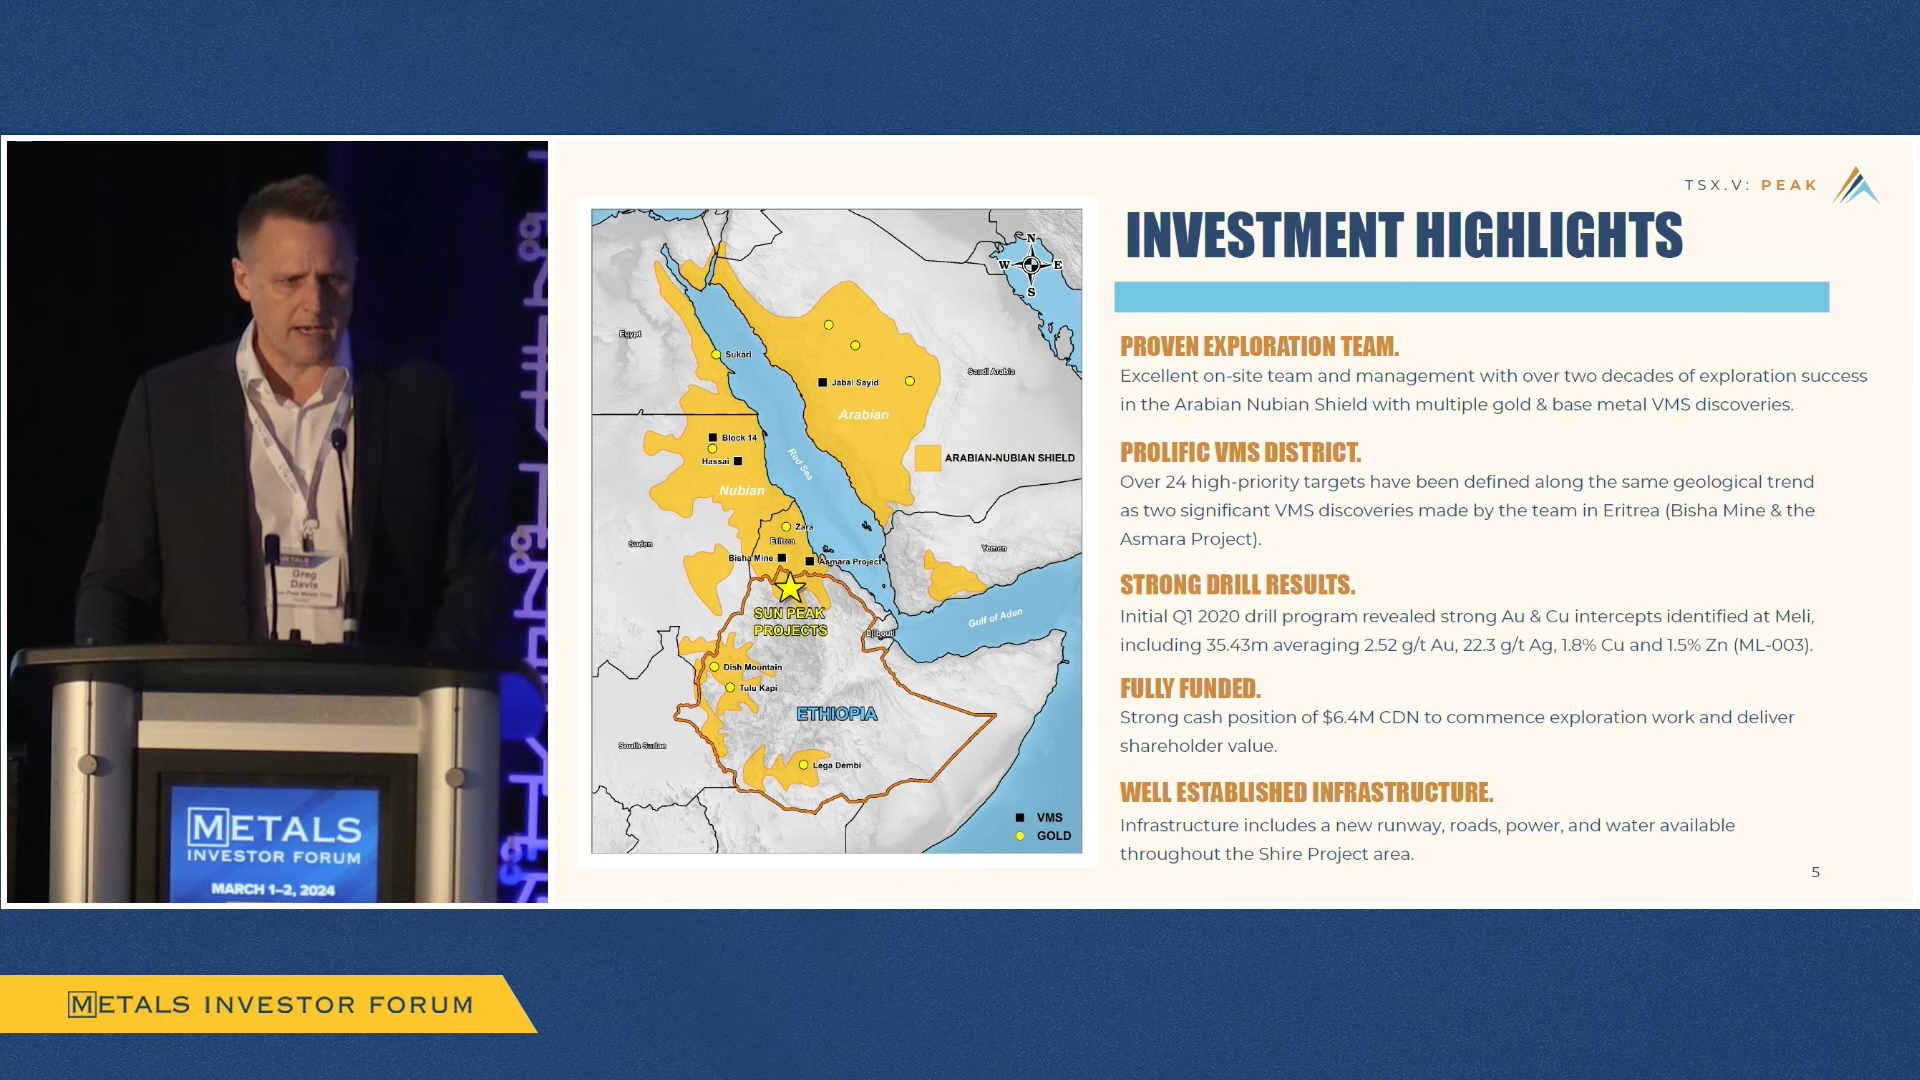 TSX.V: PEAK
INVESTMENT HIGHLIGHTS
PROVEN EXPLORATION TEAM.
Excellent on-site team and management with over two decades of exploration success
in the Arabian Nubian Shield with multiple gold & base metal VMS discoveries.
PROLIFIC VMS DISTRICT.
Over 24 high-priority targets have been defined along the same geological trend
as two significant VMS discoveries made by the team in Eritrea (Bisha Mine & the
Asmara Project).
STRONG DRILL RESULTS.
Initial Q1 2020 drill program revealed strong Au & Cu intercepts identified at Meli,
including 35.43m averaging 2.52 g/t Au, 22.3 g/t Ag, 1.8% Cu and 1.5% Zn (ML-003).
FULLY FUNDED.
Strong cash position of $6.4M CDN to commence exploration work and deliver
shareholder value.
WELL ESTABLISHED INFRASTRUCTURE.
Infrastructure includes a new runway, roads, power, and water available
throughout the Shire Project area.
5
N
W E
S
Egypt
Sukari
Saudi Arabia
Jabal Sayid
Arabian
Block 14
Hassai
Red Sea
ARABIAN-NUBIAN SHIELD
Nubian
Zara
Eritrea
Sudan
Yemen
Bisha Mine
Asmara Project
SUN PEAK
PROJECTS
Gulf of Aden
Djibouti
Dish Mountain
Tulu Kapi
ETHIOPIA
South Sudan
Lega Dembi
VMS
GOLD
METALS
Greg
Davis
METALS
INVESTOR FORUM
MARCH 1–2, 2024
METALS INVESTOR FORUM